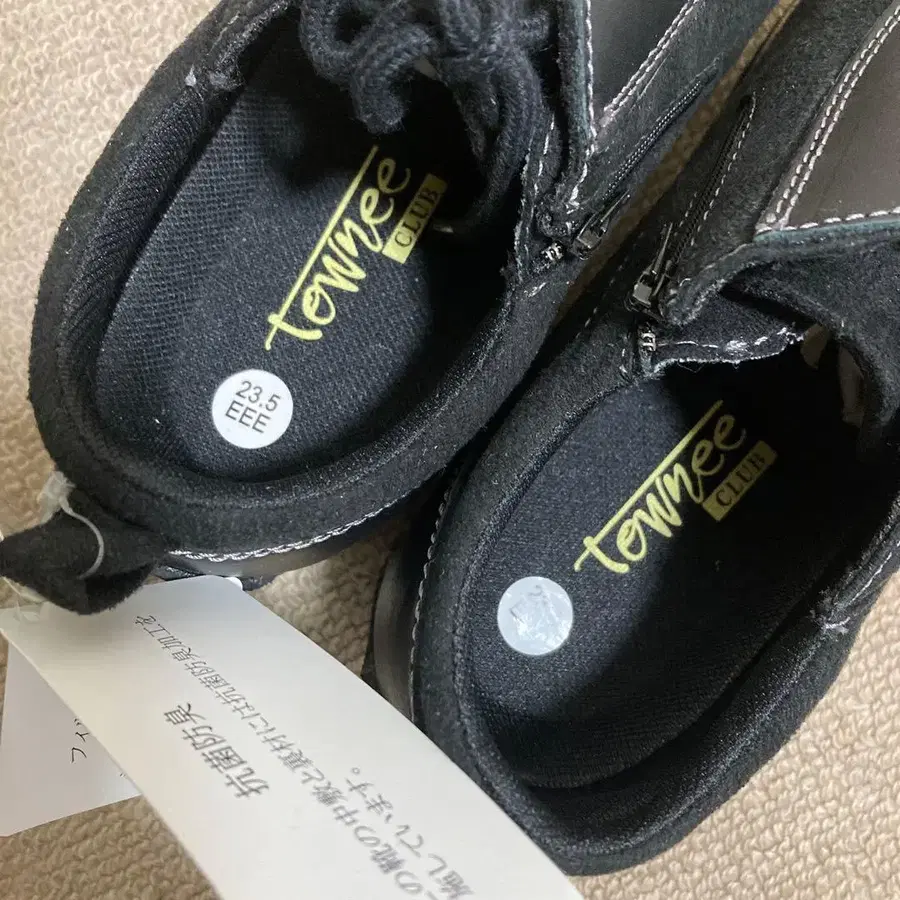 townee
CLUB
23.5
EEE
townee
CLUB
抗菌防臭
この靴の中敷と裏材には抗菌防臭加工を
施しています。